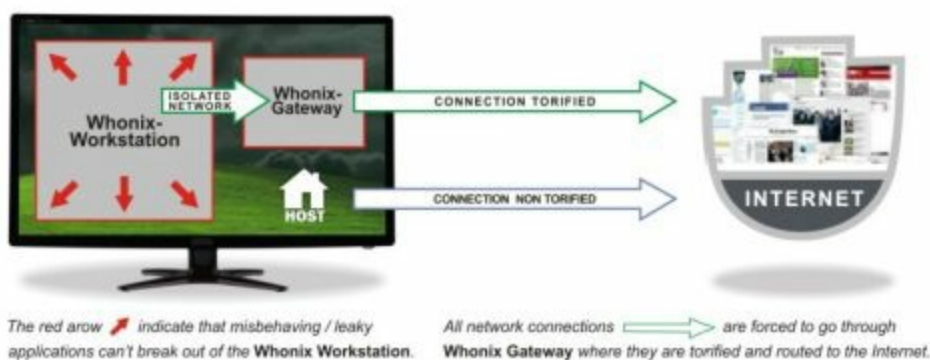 ISOLATED
NETWORK
Whonix-
Workstation
Whonix-
Gateway
HOST
CONNECTION TORIFIED
CONNECTION NON TORIFIED
INTERNET
The red arow indicate that misbehaving / leaky
applications can't break out of the Whonix Workstation.
All network connections are forced to go through
Whonix Gateway where they are torified and routed to the Internet.